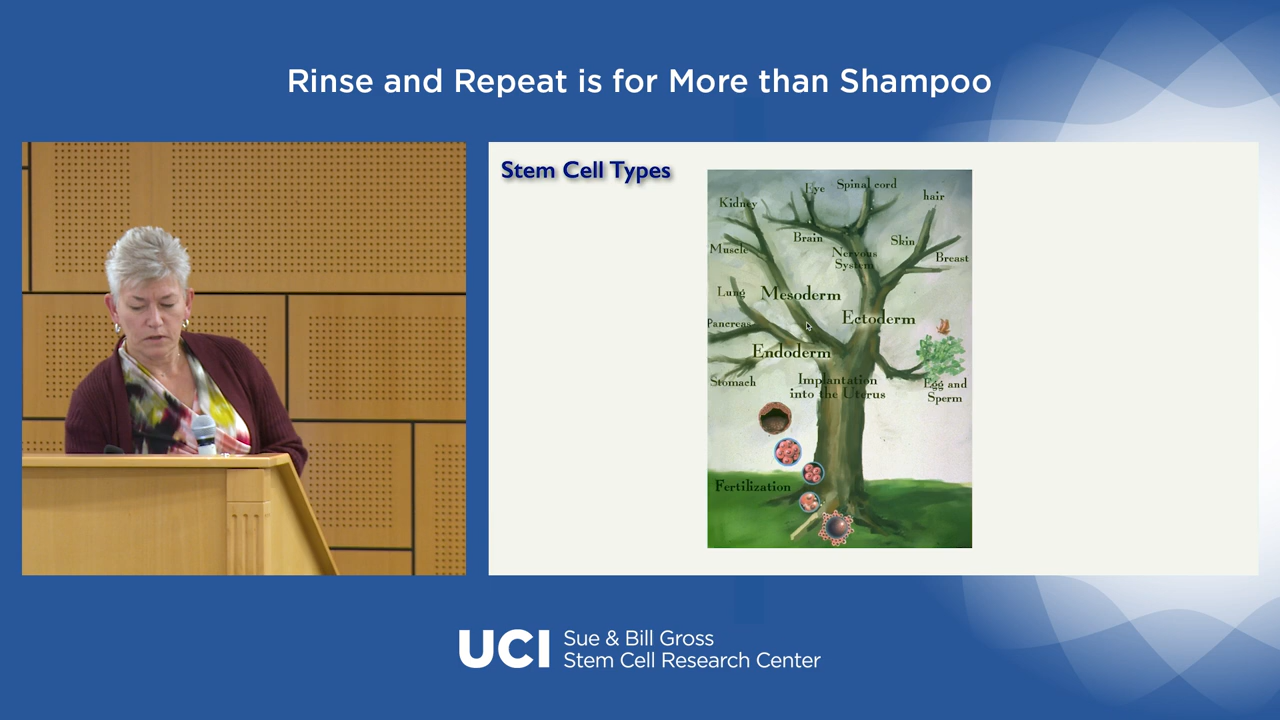 Rinse and Repeat is for More than Shampoo
Stem Cell Types
Eye
Spinal cord
hair
Kidney
Brain
Skin
Muscle
Nervous
System
Breast
Lung
Mesoderm
Ectoderm
Pancreas
Endoderm
Stomach
Implantation
into the Uterus
Egg and
Sperm
Fertilization
UCI
Sue & Bill Gross
Stem Cell Research Center